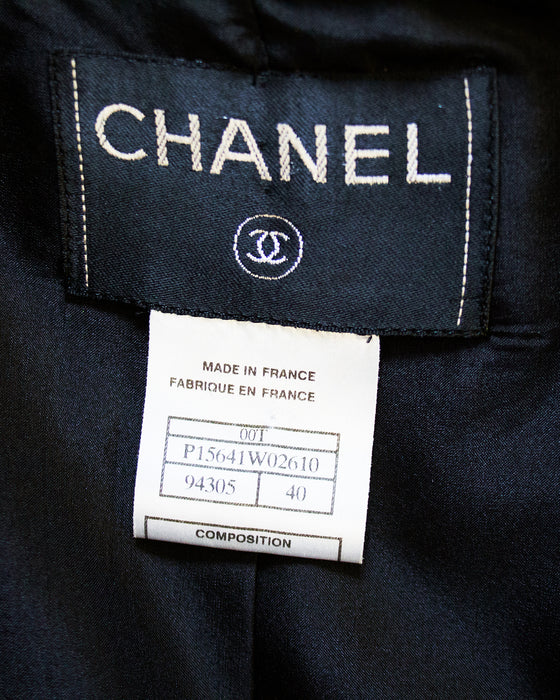 CHANEL
MADE IN FRANCE
FABRIQUE EN FRANCE
00T
P15641W02610
94305 40
COMPOSITION